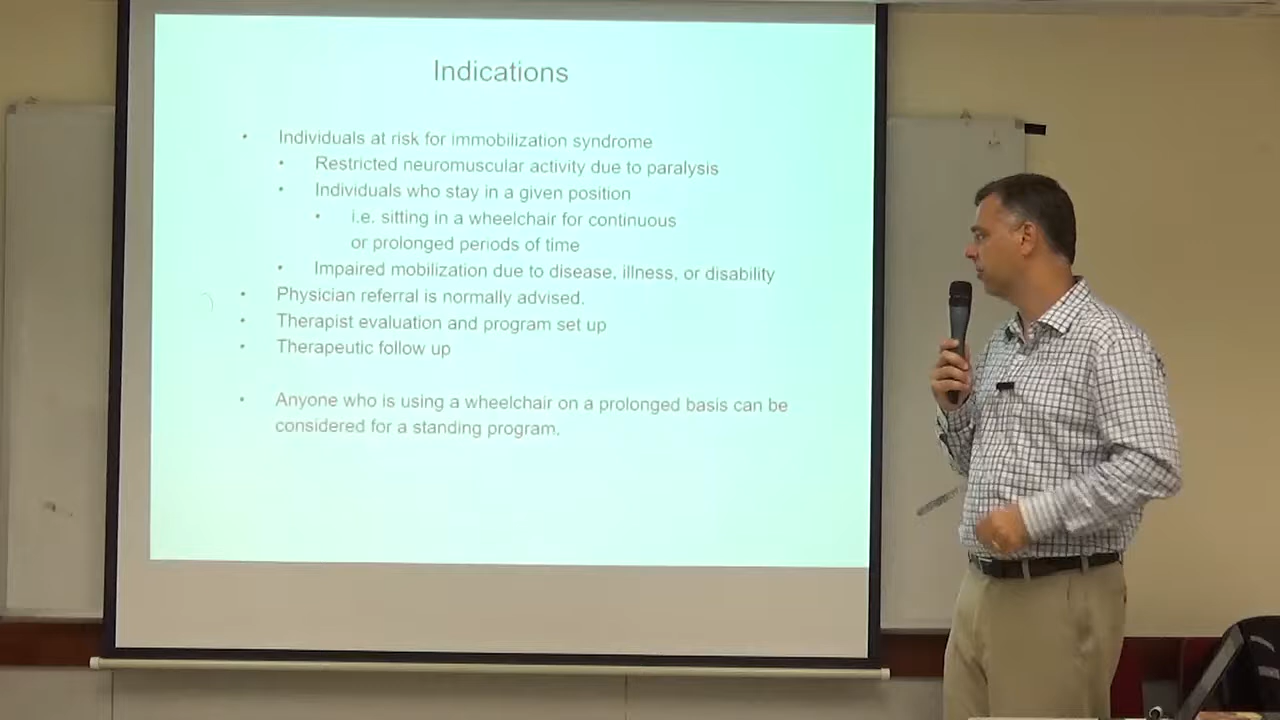 Indications
• Individuals at risk for immobilization syndrome
• Restricted neuromuscular activity due to paralysis
• Individuals who stay in a given position
• i.e. sitting in a wheelchair for continuous
or prolonged periods of time
• Impaired mobilization due to disease, illness, or disability
• Physician referral is normally advised.
• Therapist evaluation and program set up
• Therapeutic follow up
• Anyone who is using a wheelchair on a prolonged basis can be
considered for a standing program.